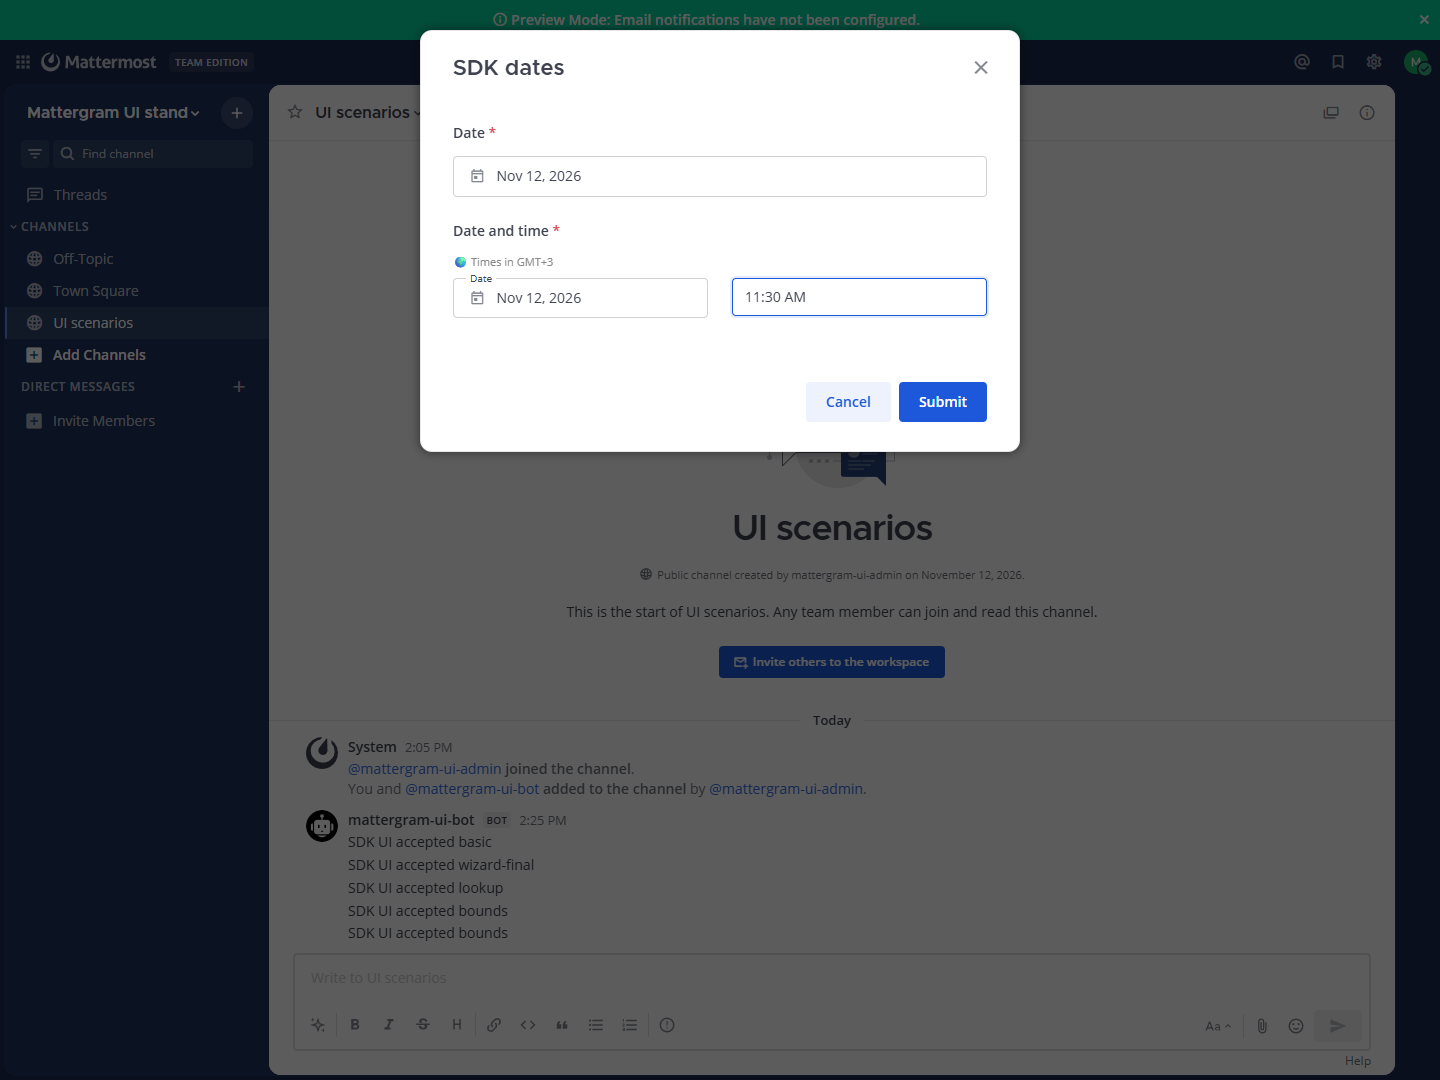 Preview Mode: Email notifications have not been configured.
Mattermost TEAM EDITION
M
Mattergram UI stand
Find channel
Threads
CHANNELS
Off-Topic
Town Square
UI scenarios
Add Channels
DIRECT MESSAGES
Invite Members
UI scenarios
SDK dates
Date *
Nov 12, 2026
Date and time *
Times in GMT+3
Date
Nov 12, 2026
11:30 AM
Cancel Submit
UI scenarios
Public channel created by mattergram-ui-admin on November 12, 2026.
This is the start of UI scenarios. Any team member can join and read this channel.
Invite others to the workspace
Today
System 2:05 PM
@mattergram-ui-admin joined the channel.
You and @mattergram-ui-bot added to the channel by @mattergram-ui-admin.
mattergram-ui-bot BOT 2:25 PM
SDK UI accepted basic
SDK UI accepted wizard-final
SDK UI accepted lookup
SDK UI accepted bounds
SDK UI accepted bounds
Write to UI scenarios
B I S H Aa
Help